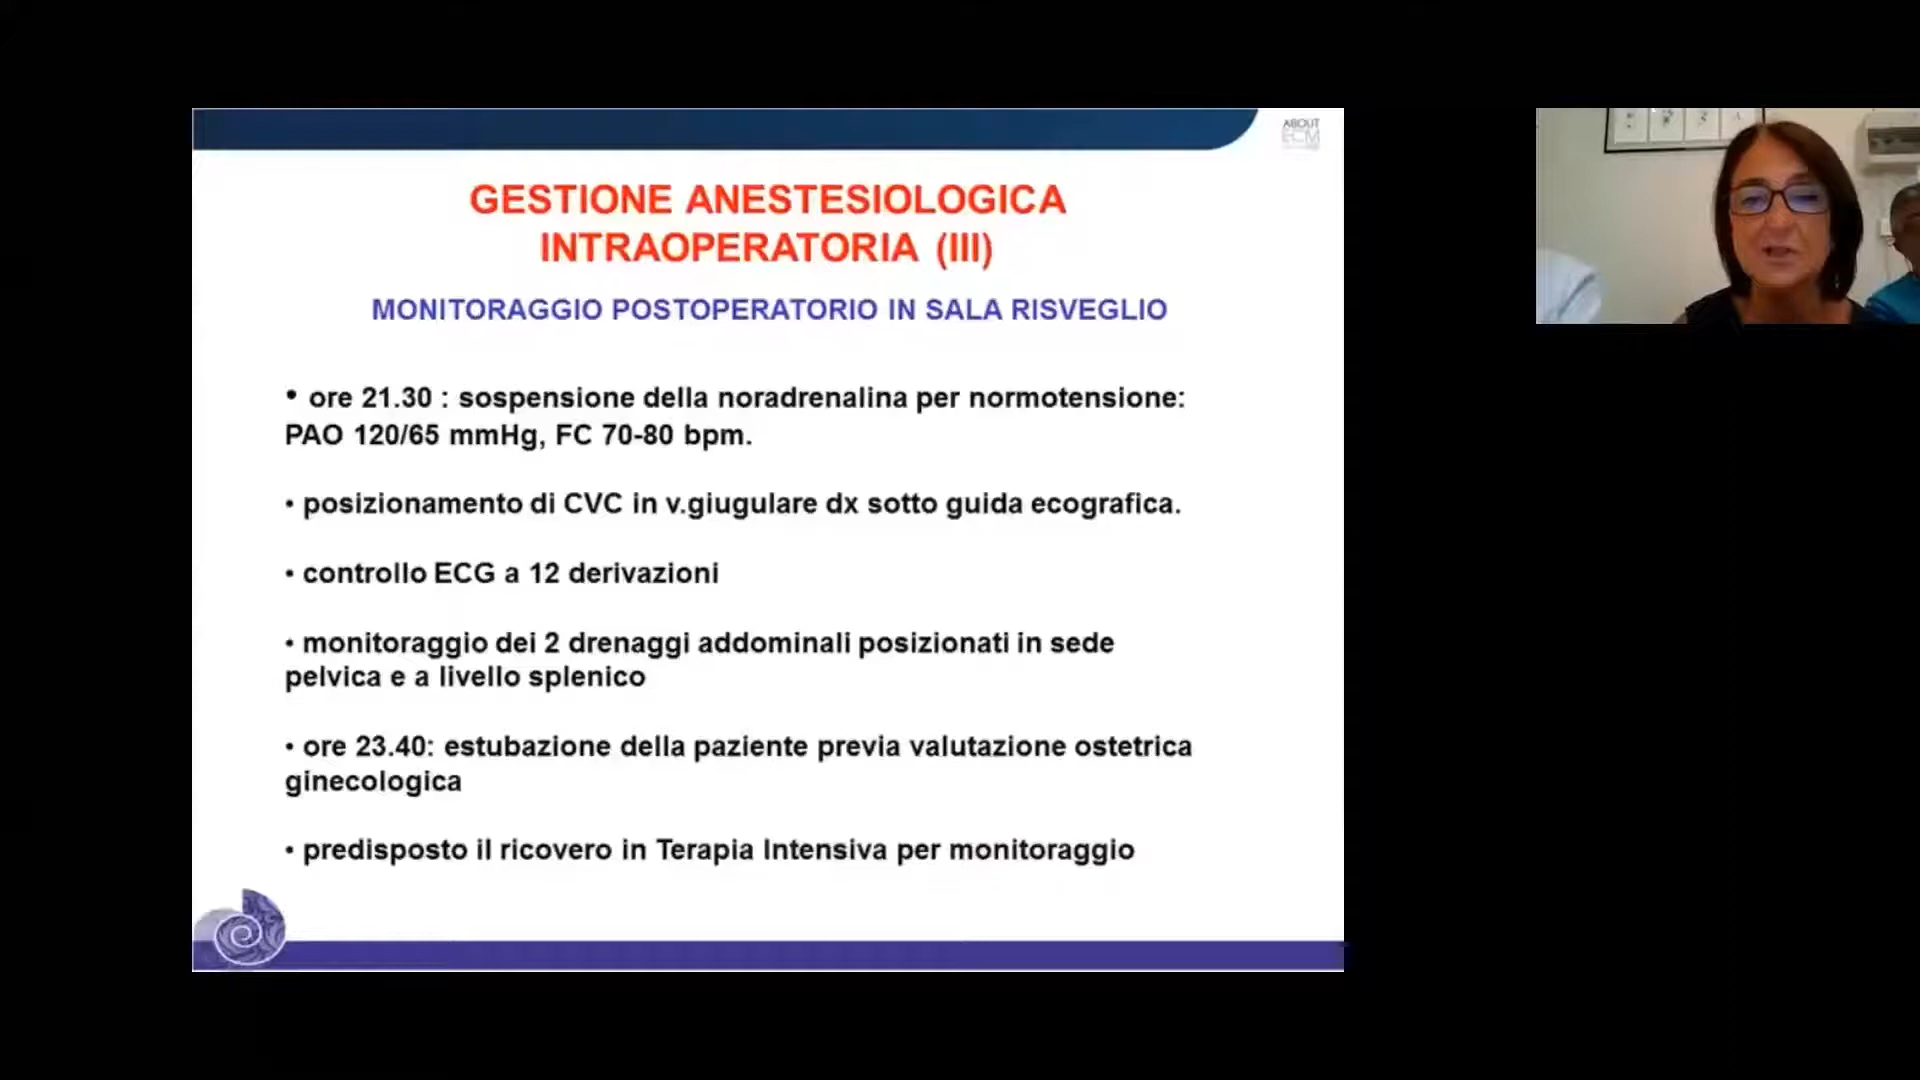 ABOUT
ECM
GESTIONE ANESTESIOLOGICA
INTRAOPERATORIA (III)
MONITORAGGIO POSTOPERATORIO IN SALA RISVEGLIO
• ore 21.30 : sospensione della noradrenalina per normotensione:
PAO 120/65 mmHg, FC 70-80 bpm.
• posizionamento di CVC in v.giugulare dx sotto guida ecografica.
• controllo ECG a 12 derivazioni
• monitoraggio dei 2 drenaggi addominali posizionati in sede
pelvica e a livello splenico
• ore 23.40: estubazione della paziente previa valutazione ostetrica
ginecologica
• predisposto il ricovero in Terapia Intensiva per monitoraggio